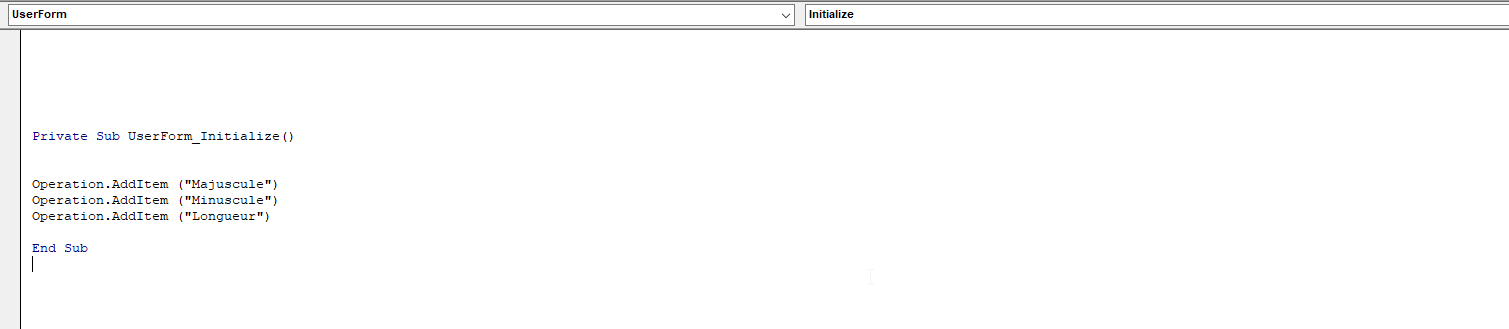 UserForm
Initialize
Private Sub UserForm_Initialize()
Operation.AddItem ("Majuscule")
Operation.AddItem ("Minuscule")
Operation.AddItem ("Longueur")
End Sub